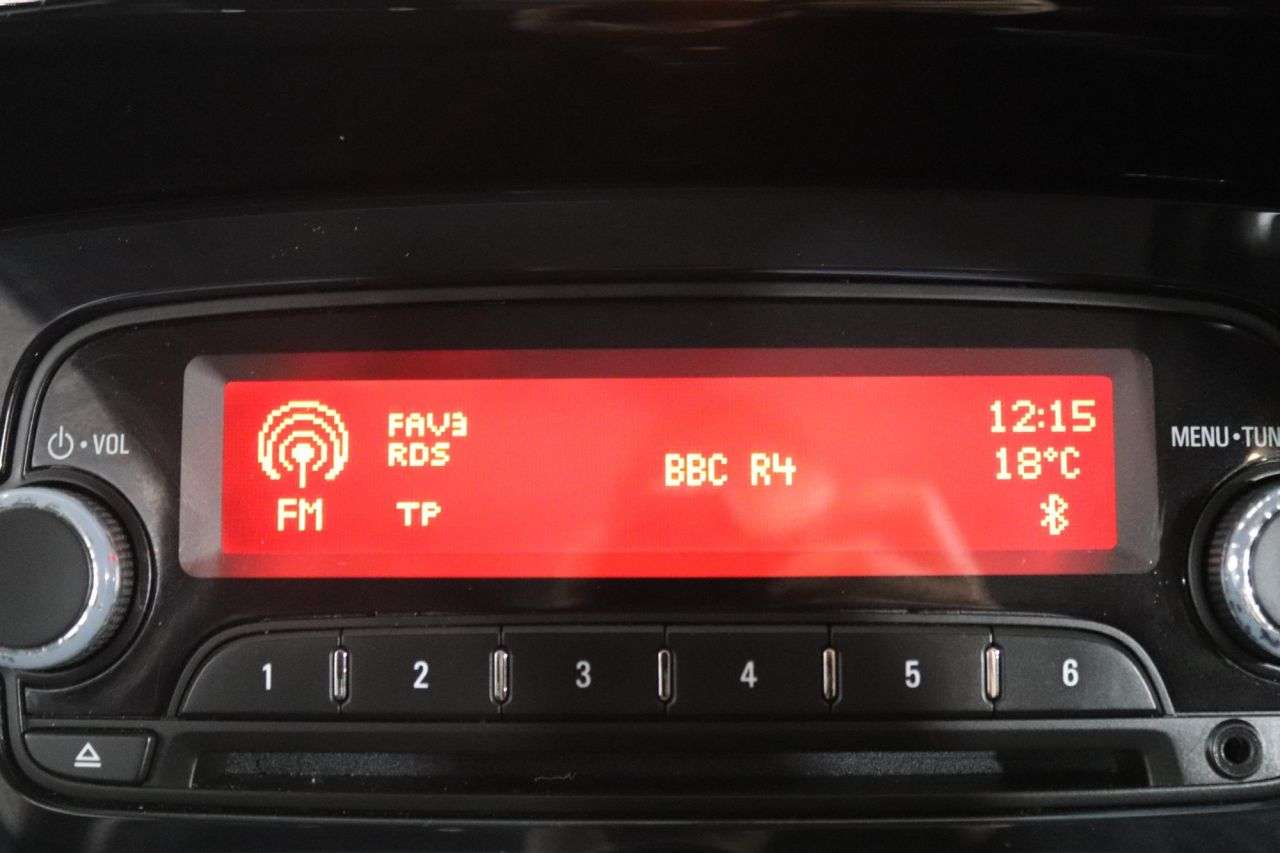 VOL
FAV3
RDS
FM
TP
BBC R4
12:15
18°C
MENU•TUN
1 2 3 4 5 6